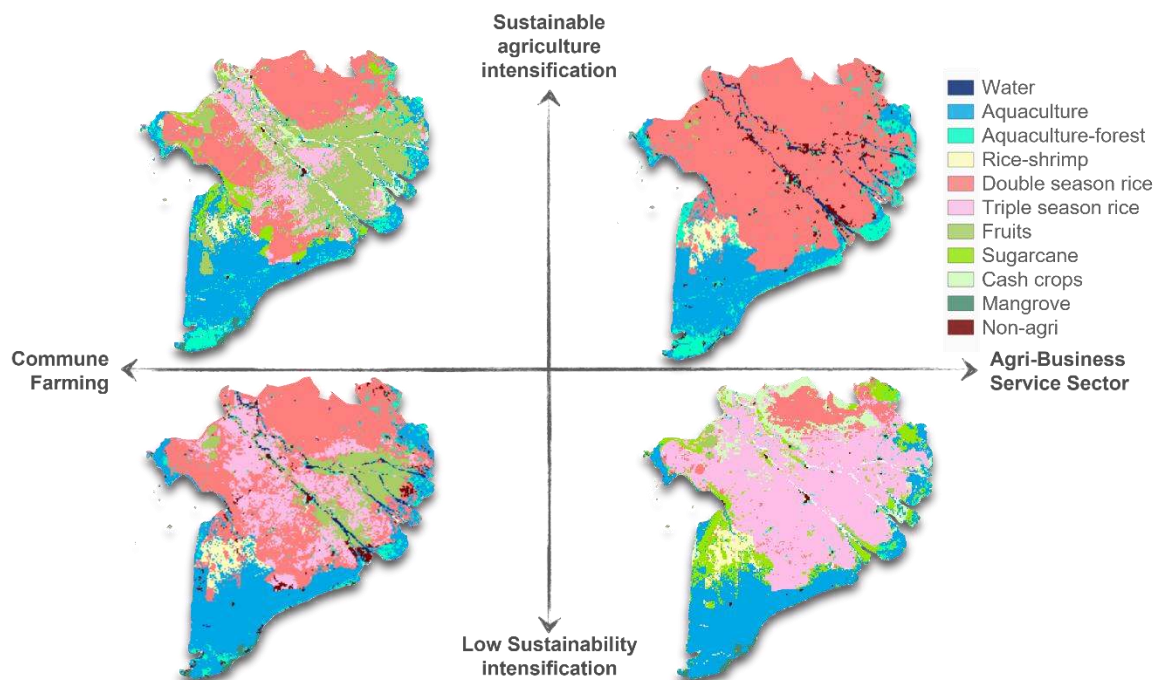 Sustainable
agriculture
intensification
Water
Aquaculture
Aquaculture-forest
Rice-shrimp
Double season rice
Triple season rice
Fruits
Sugarcane
Cash crops
Mangrove
Non-agri
Commune
Farming
Agri-Business
Service Sector
Low Sustainability
intensification